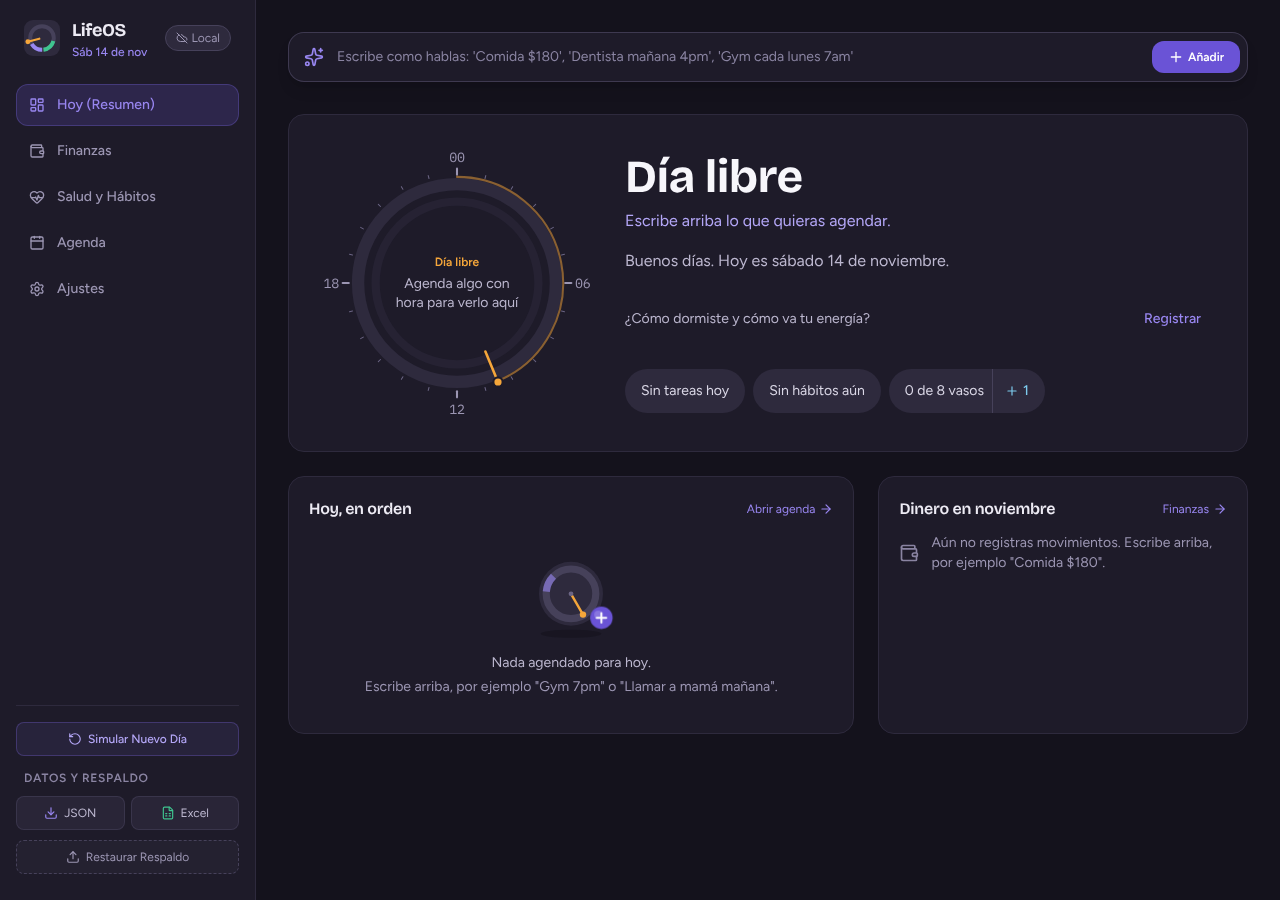 LifeOS
Sáb 14 de nov
Local
Hoy (Resumen)
Finanzas
Salud y Hábitos
Agenda
Ajustes
Simular Nuevo Día
DATOS Y RESPALDO
JSON
Excel
Restaurar Respaldo
Escribe como hablas: 'Comida $180', 'Dentista mañana 4pm', 'Gym cada lunes 7am'
Añadir
00
18
06
12
Día libre
Agenda algo con
hora para verlo aquí
Día libre
Escribe arriba lo que quieras agendar.
Buenos días. Hoy es sábado 14 de noviembre.
¿Cómo dormiste y cómo va tu energía?
Registrar
Sin tareas hoy
Sin hábitos aún
0 de 8 vasos
+ 1
Hoy, en orden
Abrir agenda →
Nada agendado para hoy.
Escribe arriba, por ejemplo "Gym 7pm" o "Llamar a mamá mañana".
Dinero en noviembre
Finanzas →
Aún no registras movimientos. Escribe arriba,
por ejemplo "Comida $180".